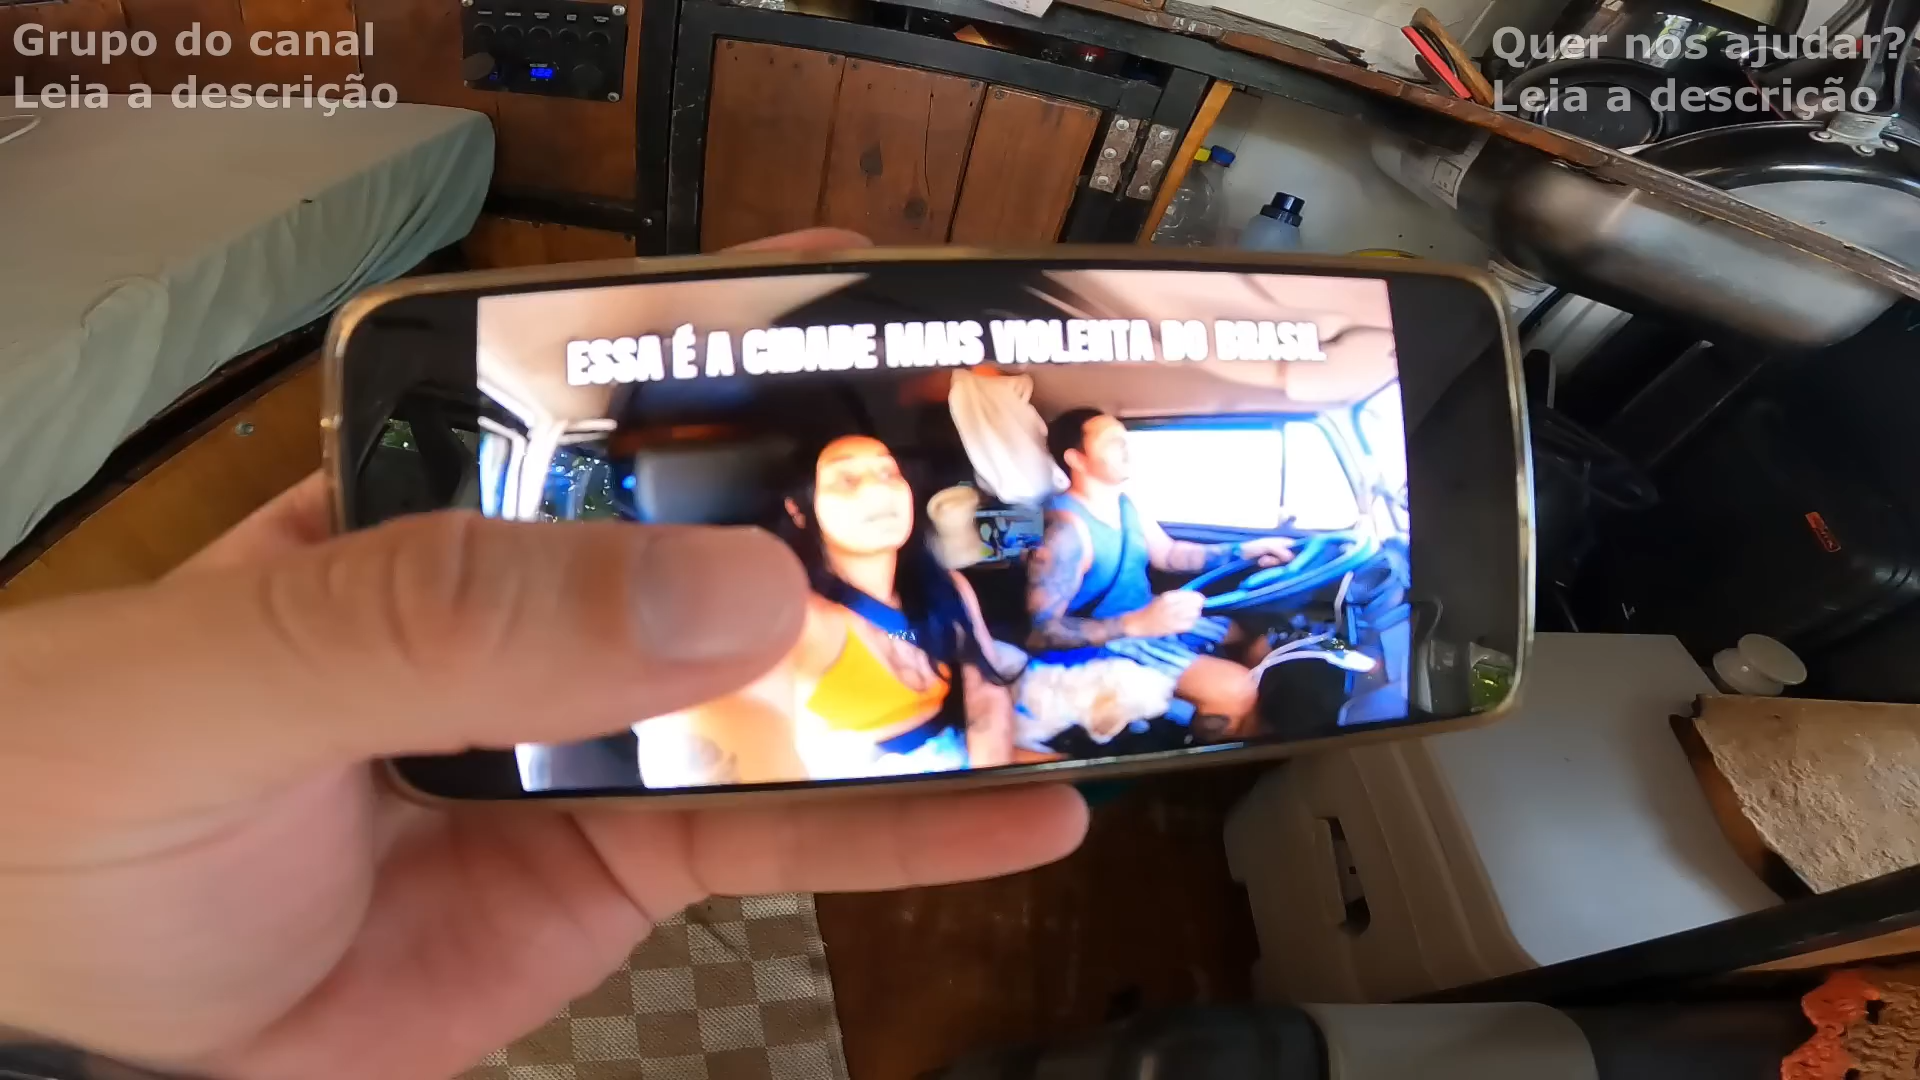 Grupo do canal
Leia a descrição
Quer nos ajudar?
Leia a descrição
ESSA É A CIDADE MAIS VIOLENTA DO BRASIL